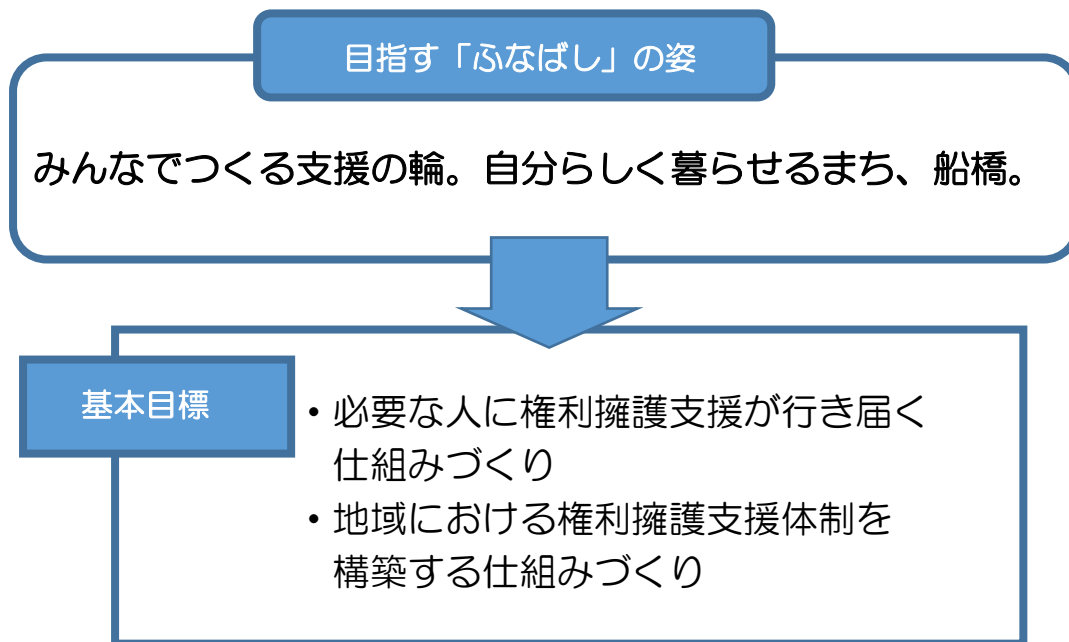 目指す「ふなばし」の姿
みんなでつくる支援の輪。自分らしく暮らせるまち、船橋。
基本目標
・必要な人に権利擁護支援が行き届く
仕組みづくり
・地域における権利擁護支援体制を
構築する仕組みづくり